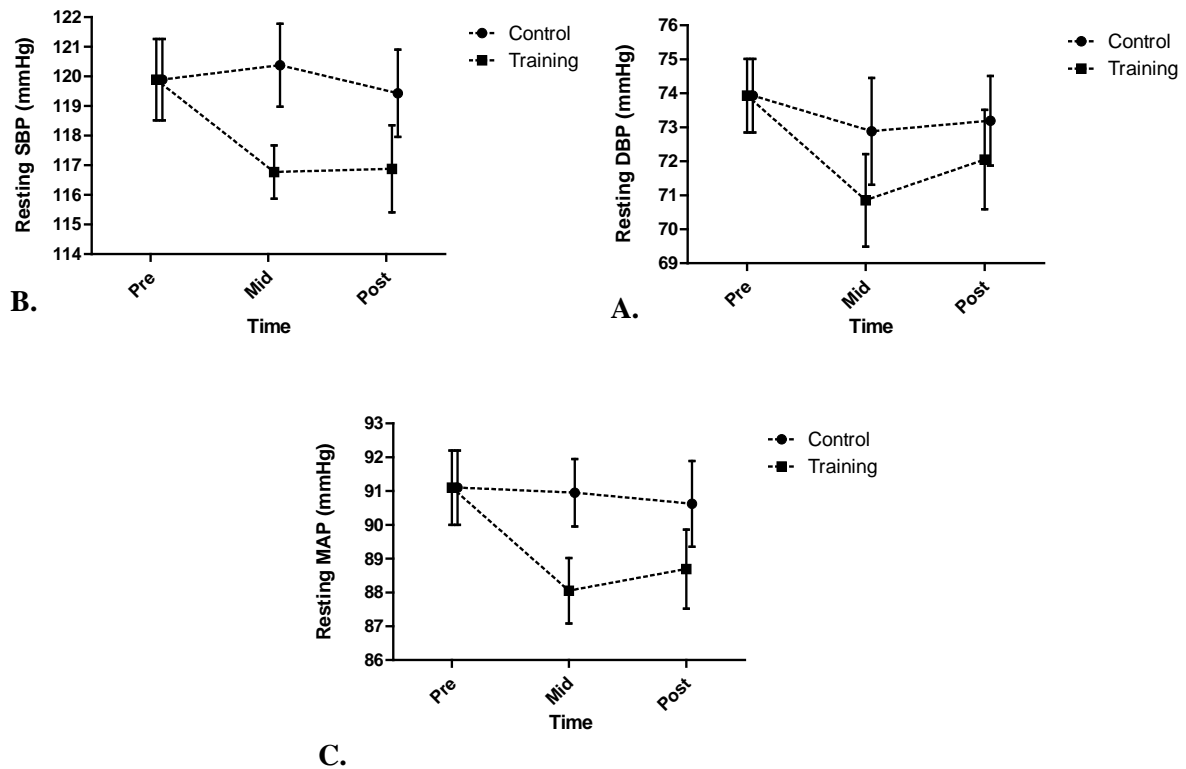 Resting SBP (mmHg)
122
121
120
119
118
117
116
115
114
Pre
Mid
Post
Time
Control
Training
B.
Resting DBP (mmHg)
76
75
74
73
72
71
70
69
Pre
Mid
Post
Time
Control
Training
A.
Resting MAP (mmHg)
93
92
91
90
89
88
87
86
Pre
Mid
Post
Time
Control
Training
C.